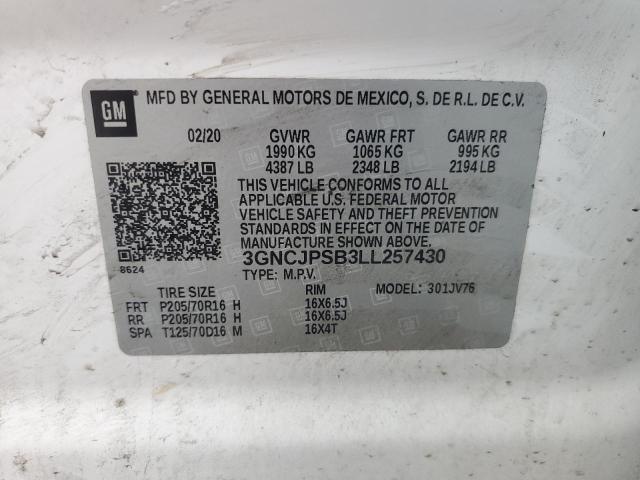 GM MFD BY GENERAL MOTORS DE MEXICO, S. DE R.L. DE C.V.
02/20 GVWR GAWR FRT GAWR RR
1990 KG 1065 KG 995 KG
4387 LB 2348 LB 2194 LB
THIS VEHICLE CONFORMS TO ALL
APPLICABLE U.S. FEDERAL MOTOR
VEHICLE SAFETY AND THEFT PREVENTION
STANDARDS IN EFFECT ON THE DATE OF
MANUFACTURE SHOWN ABOVE.
3GNCJPSB3LL257430
8624
TYPE: M.P.V.
TIRE SIZE RIM MODEL: 301JV76
FRT P205/70R16 H 16X6.5J
RR P205/70R16 H 16X6.5J
SPA T125/70D16 M 16X4T